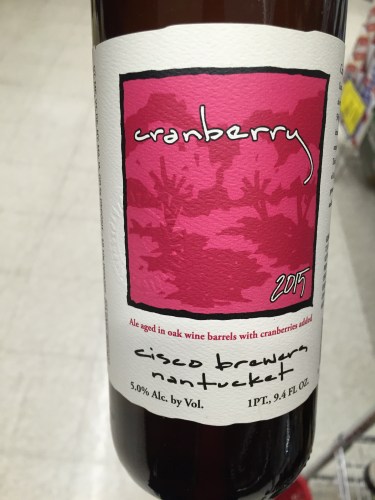 cranberry
2015
Ale aged in oak wine barrels with cranberries added
cisco brewers
nantucket
5.0% Alc. by Vol.
1PT., 9.4 FL OZ.